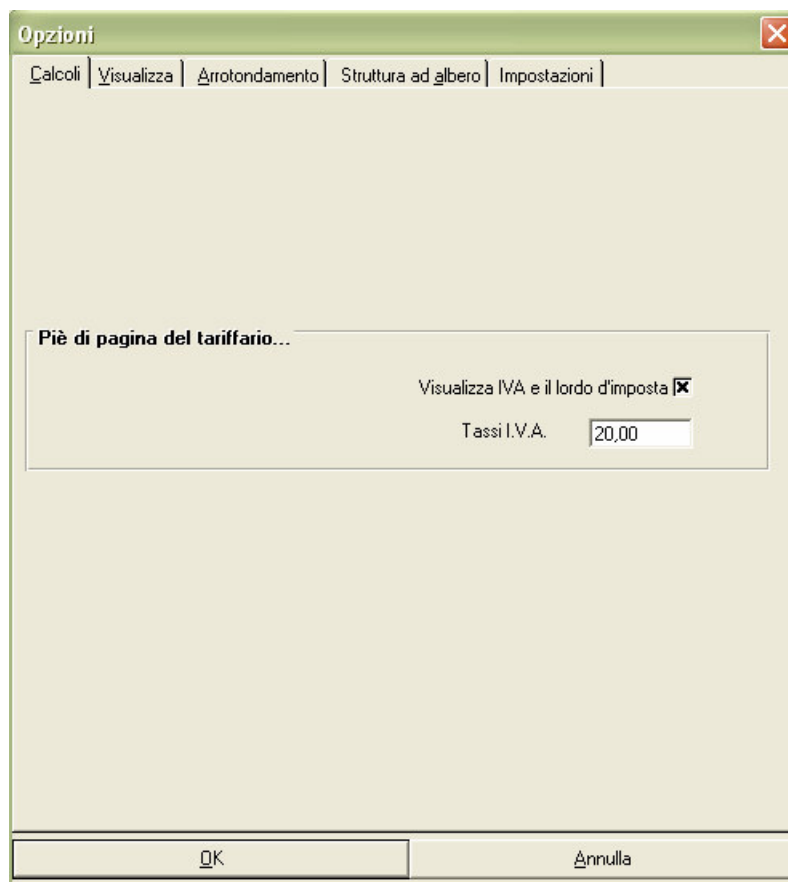 Opzioni
Calcoli Visualizza Arrotondamento Struttura ad albero Impostazioni
Piè di pagina del tariffario...
Visualizza IVA e il lordo d'imposta
Tassi I.V.A. 20,00
OK Annulla